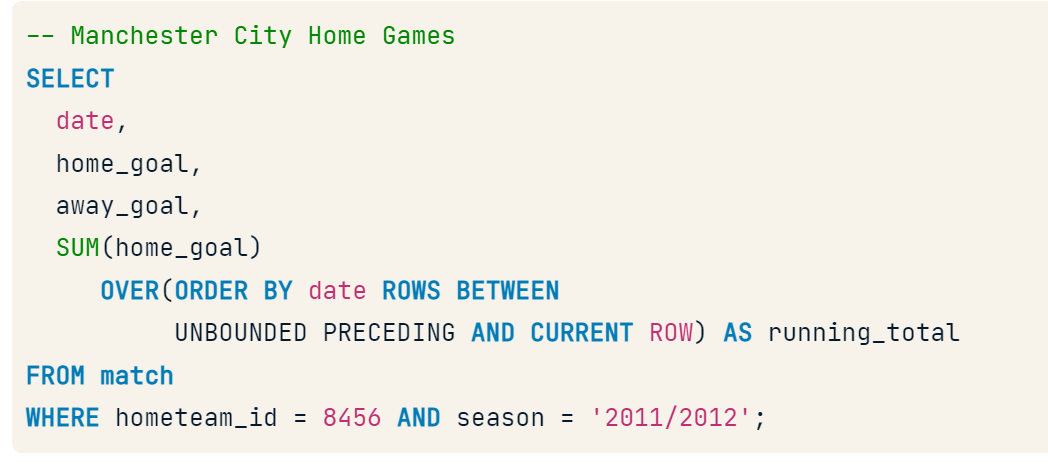 -- Manchester City Home Games
SELECT
date,
home_goal,
away_goal,
SUM(home_goal)
OVER(ORDER BY date ROWS BETWEEN
UNBOUNDED PRECEDING AND CURRENT ROW) AS running_total
FROM match
WHERE hometeam_id = 8456 AND season = '2011/2012';